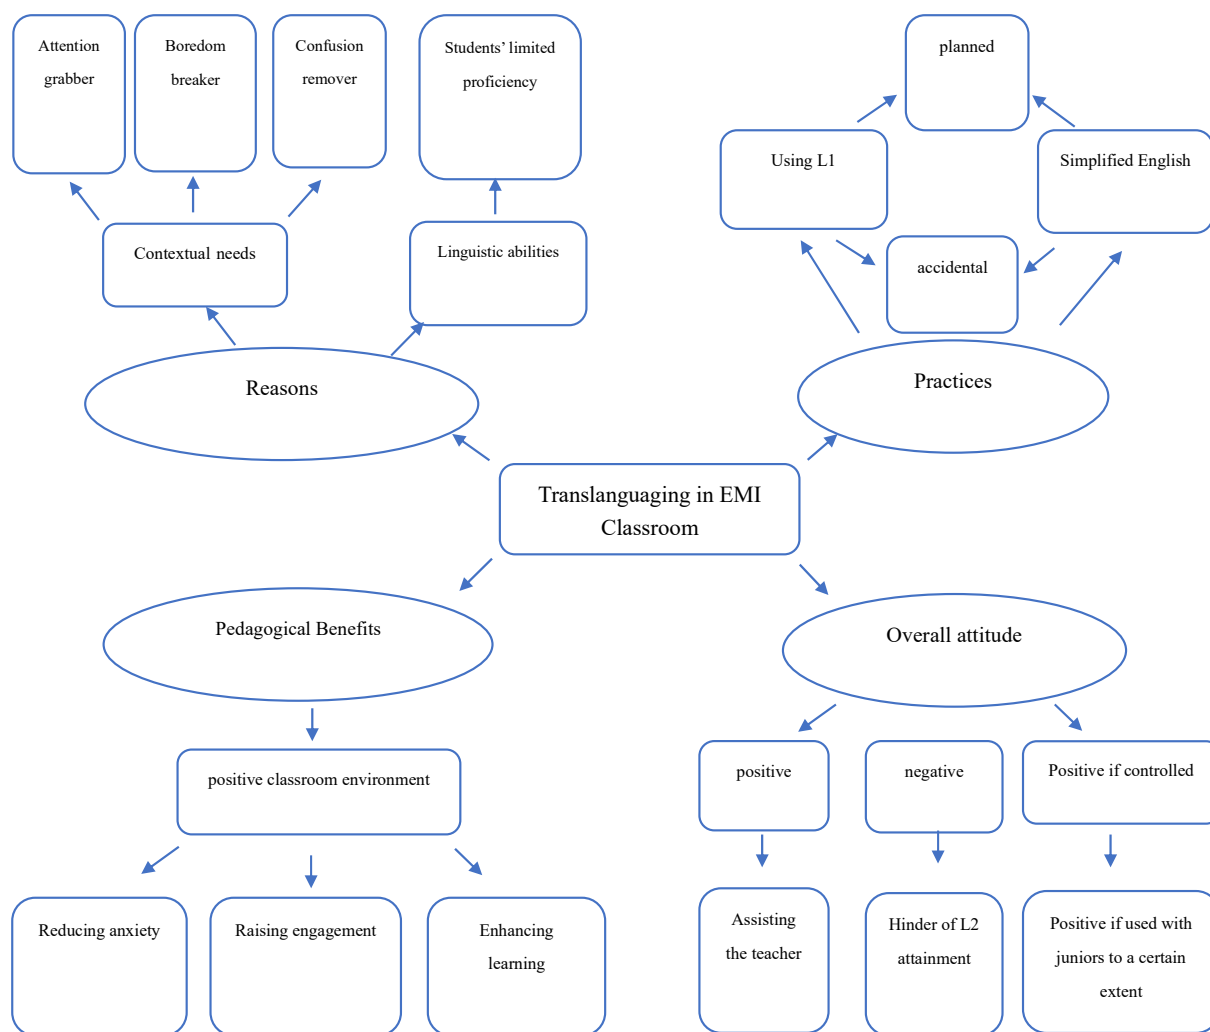 Attention
grabber
Boredom
breaker
Confusion
remover
Students' limited
proficiency
planned
Using L1
Simplified English
Contextual needs
Linguistic abilities
accidental
Reasons
Practices
Translanguaging in EMI
Classroom
Pedagogical Benefits
Overall attitude
positive classroom environment
positive
negative
Positive if controlled
Reducing anxiety
Raising engagement
Enhancing
learning
Assisting
the teacher
Hinder of L2
attainment
Positive if used with
juniors to a certain
extent